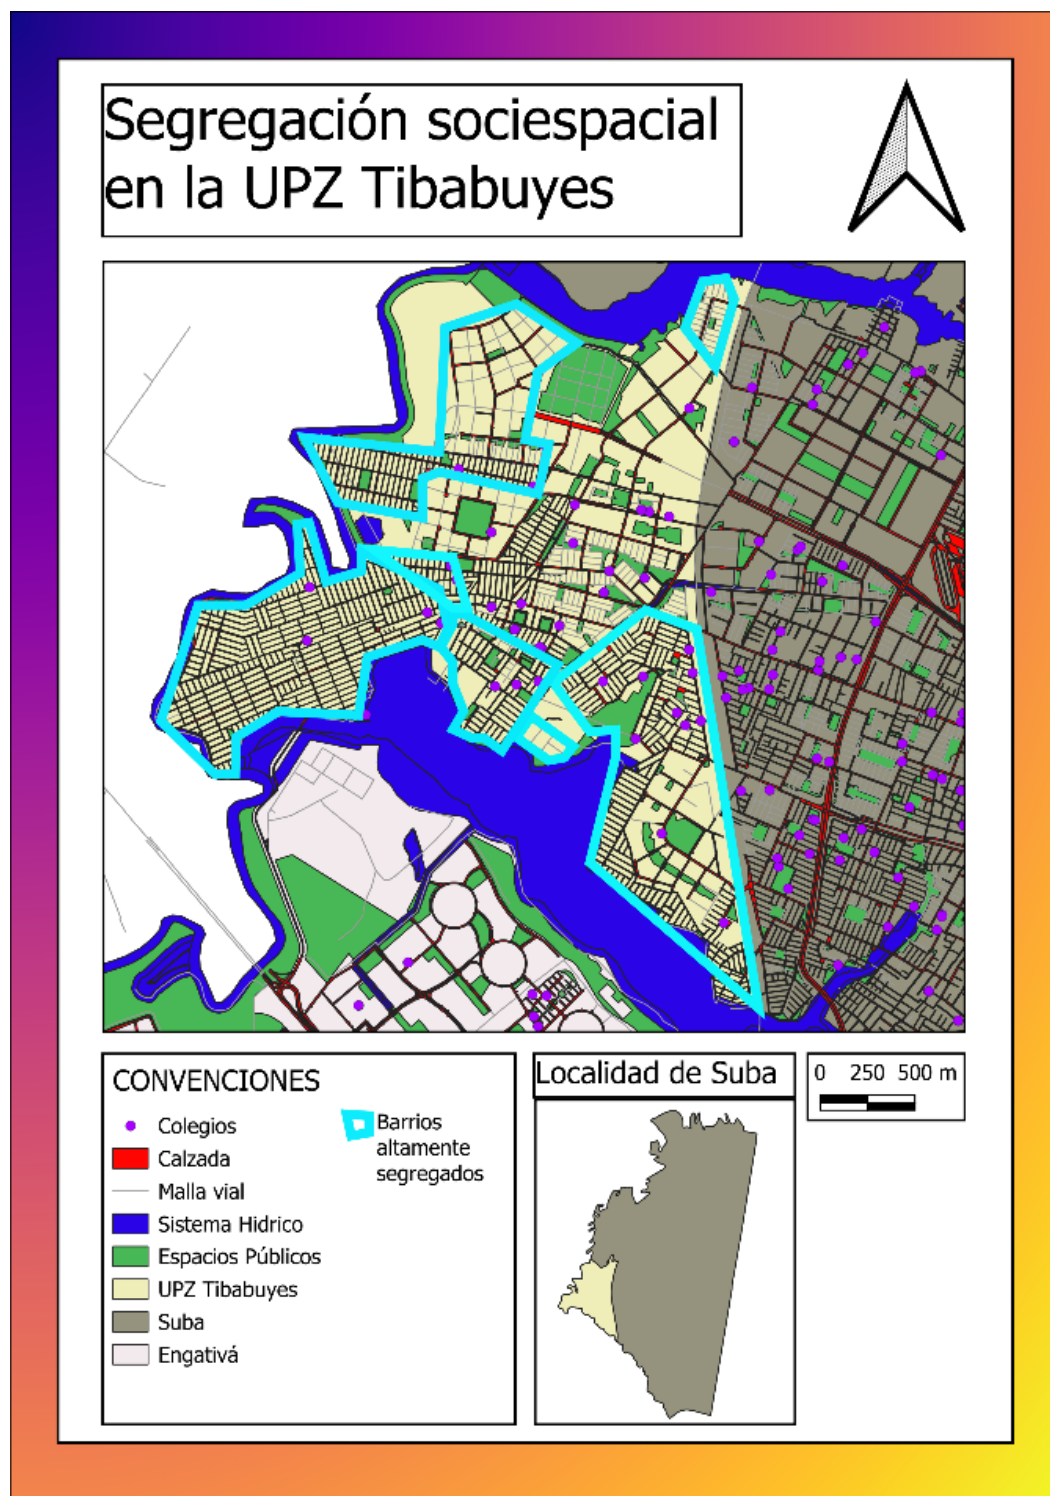 Segregación sociespacial
en la UPZ Tibabuyes
CONVENCIONES
Colegios
Calzada
Malla vial
Sistema Hidrico
Espacios Públicos
UPZ Tibabuyes
Suba
Engativá
Barrios
altamente
segregados
Localidad de Suba
0 250 500 m